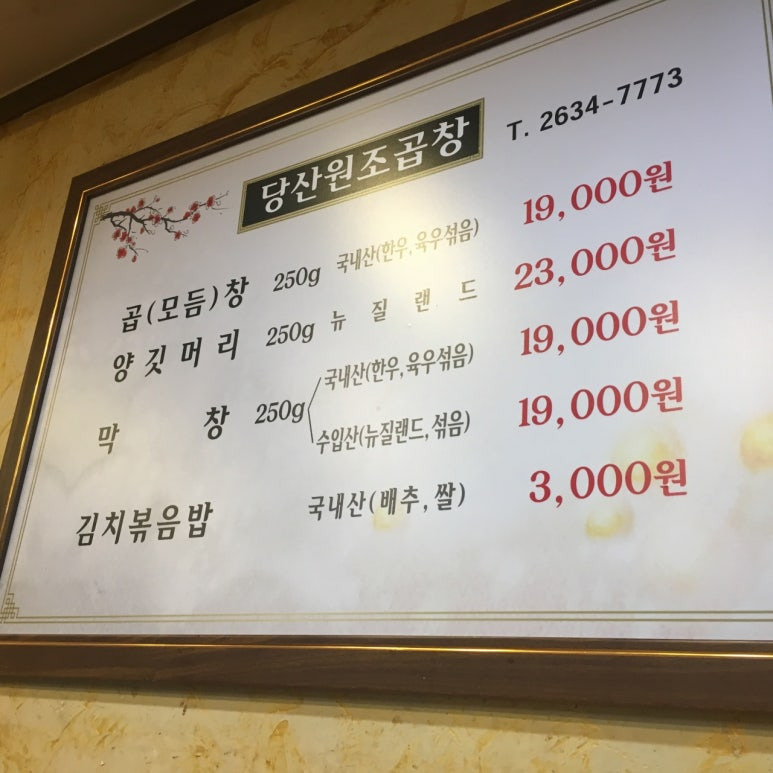 당산원조곱창 T. 2634-7773
곱(모듬)창 250g 국내산(한우,육우섞음) 19,000원
양깃머리 250g 뉴질랜드 23,000원
막창 250g 국내산(한우,육우섞음) 19,000원
수입산(뉴질랜드,섞음) 19,000원
김치볶음밥 국내산(배추,쌀) 3,000원